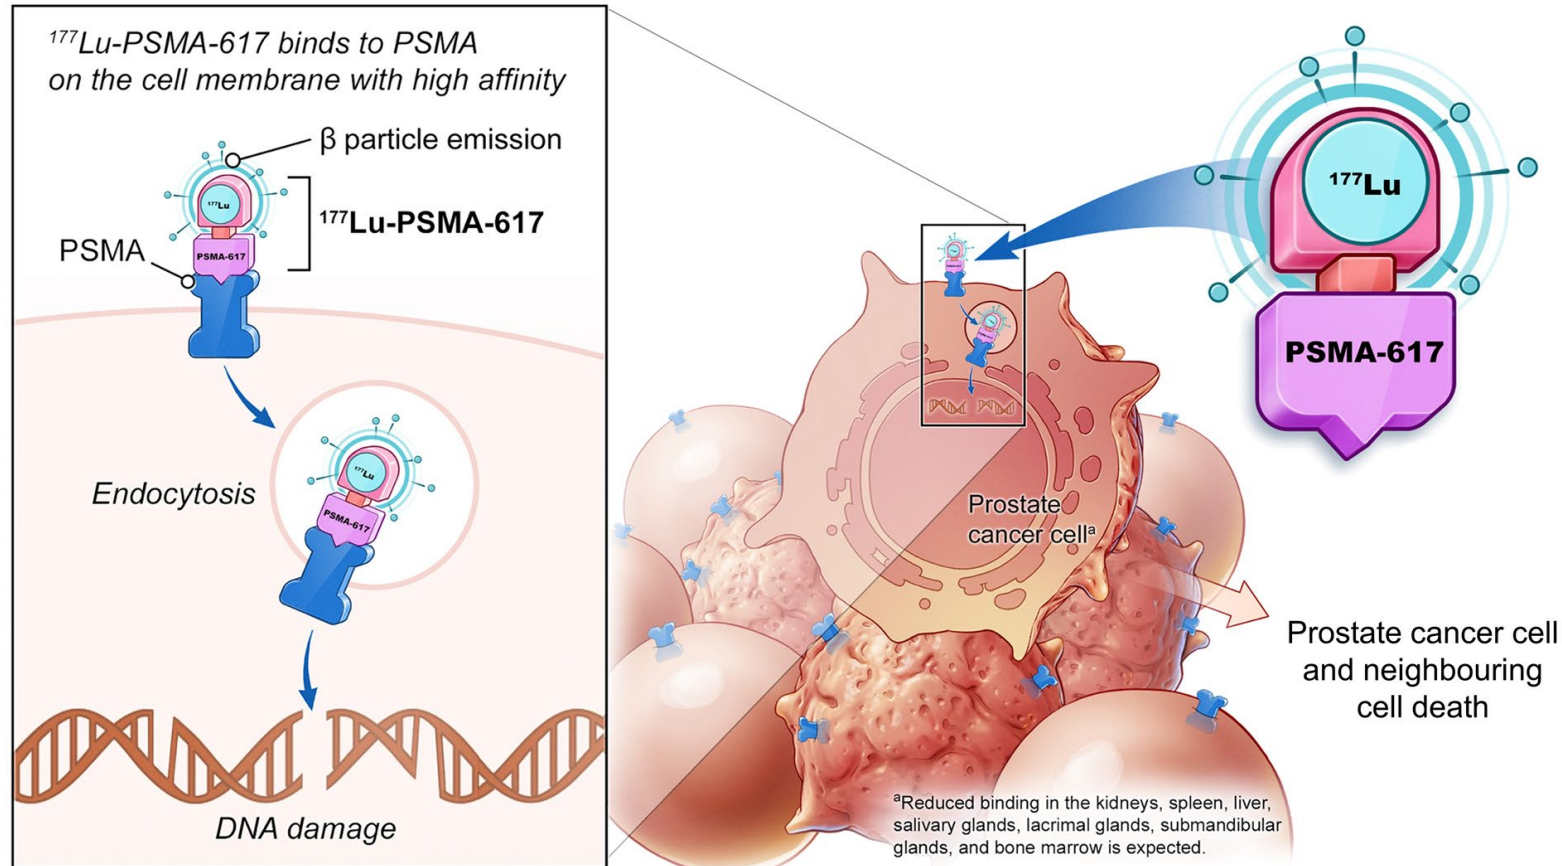 ¹⁷⁷Lu-PSMA-617 binds to PSMA
on the cell membrane with high affinity
β particle emission
¹⁷⁷Lu
¹⁷⁷Lu-PSMA-617
PSMA
PSMA-617
Endocytosis
¹⁷⁷Lu
PSMA-617
DNA damage
¹⁷⁷Lu
PSMA-617
Prostate
cancer cellᵃ
Prostate cancer cell
and neighbouring
cell death
ᵃReduced binding in the kidneys, spleen, liver,
salivary glands, lacrimal glands, submandibular
glands, and bone marrow is expected.